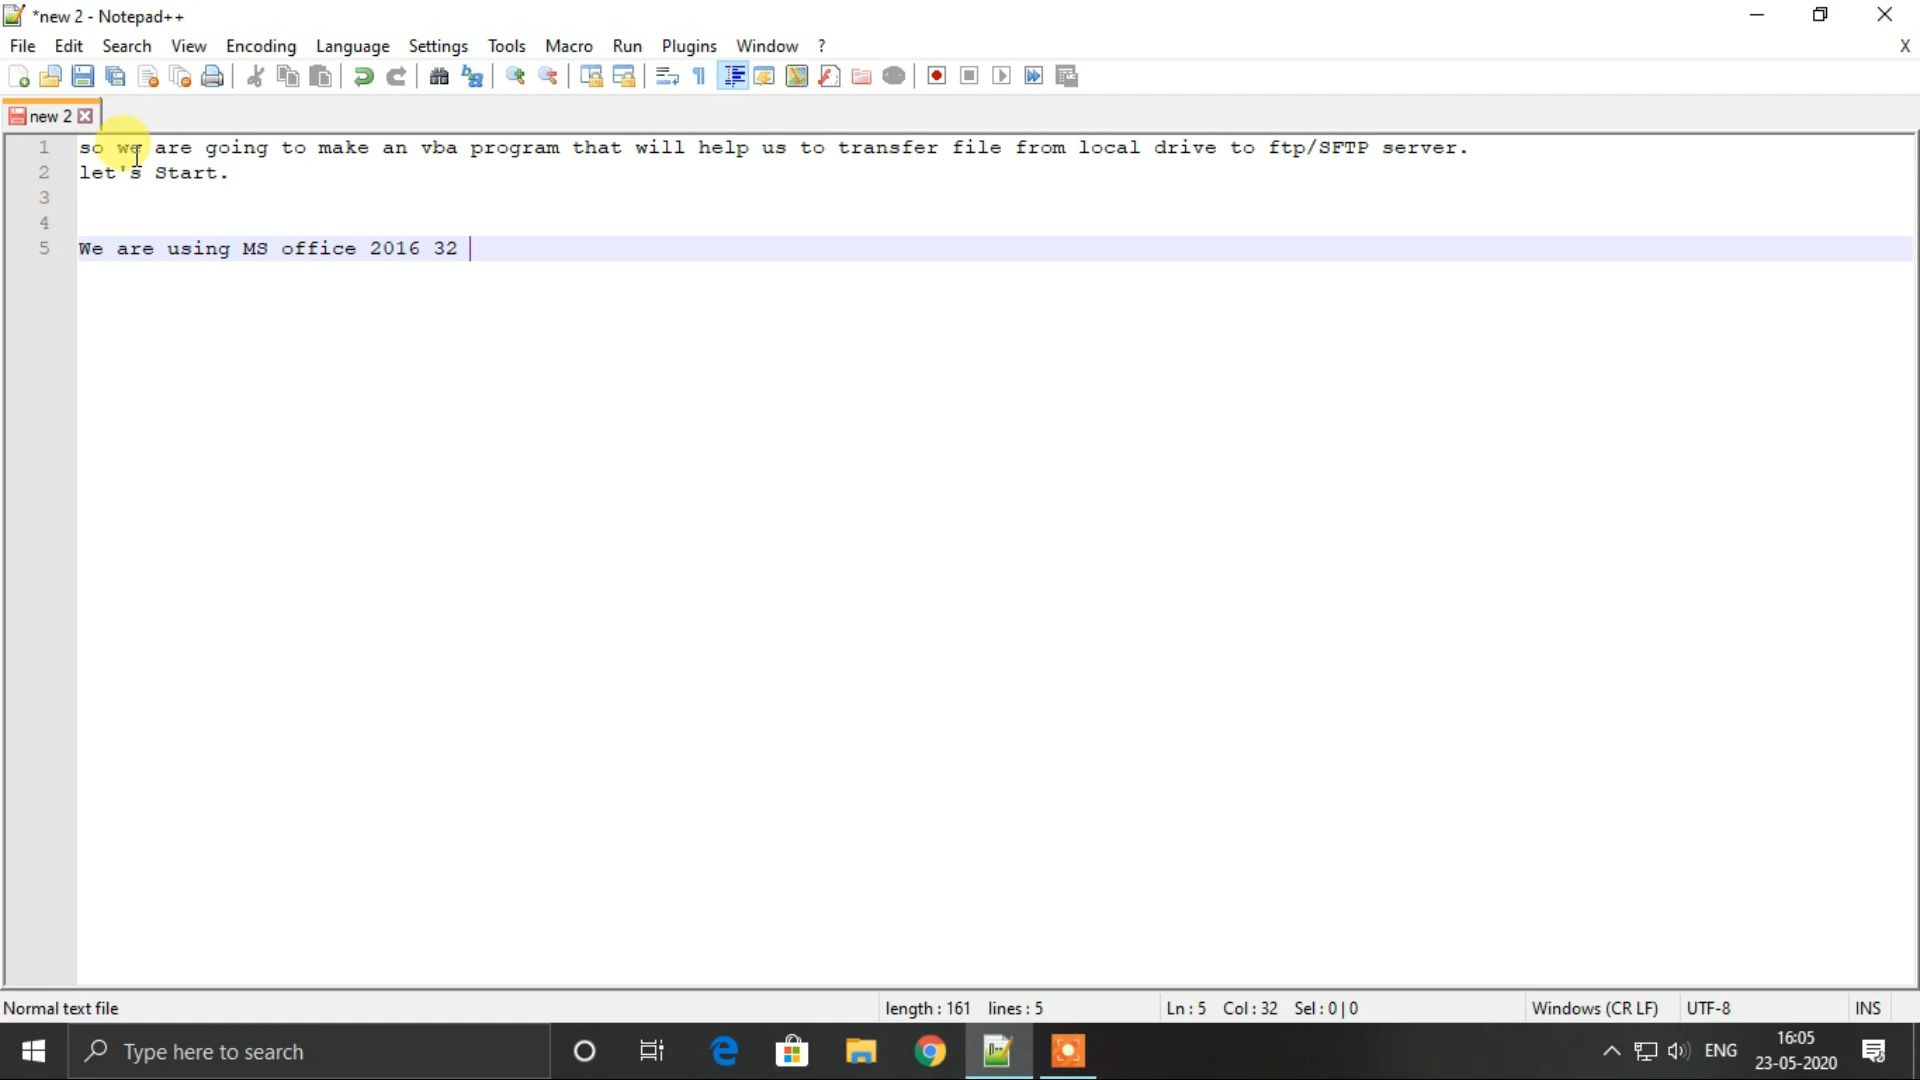 *new 2 - Notepad++
File Edit Search View Encoding Language Settings Tools Macro Run Plugins Window ? X
new 2
1 so we are going to make an vba program that will help us to transfer file from local drive to ftp/SFTP server.
2 let's Start.
3
4
5 We are using MS office 2016 32
Normal text file length : 161 lines : 5 Ln : 5 Col : 32 Sel : 0 | 0 Windows (CR LF) UTF-8 INS
Type here to search ENG 16:05
23-05-2020